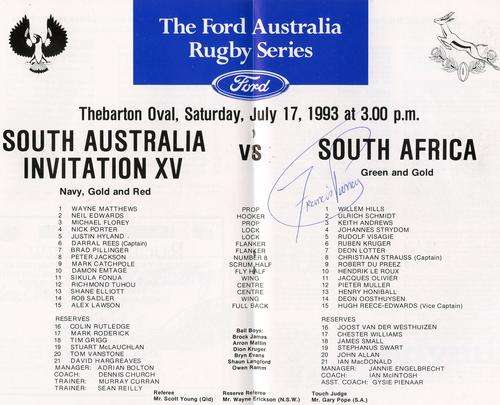 The Ford Australia
Rugby Series
Ford
Thebarton Oval, Saturday, July 17, 1993 at 3.00 p.m.
SOUTH AUSTRALIA
INVITATION XV
VS
SOUTH AFRICA
Navy, Gold and Red
Green and Gold
1 WAYNE MATTHEWS PROP 1 WILLEM HILLS
2 NEIL EDWARDS HOOKER 2 ULRICH SCHMIDT
3 MICHAEL FLOREY PROP 3 KEITH ANDREWS
4 NICK PORTER LOCK 4 JOHANNES STRYDOM
5 JUSTIN HYLAND LOCK 5 RUDOLF VISAGIE
6 DARRAL REES (Captain) FLANKER 6 RUBEN KRUGER
7 BRAD PILLINGER FLANKER 7 DEON LOTTER
8 PETER JACKSON NUMBER 8 8 CHRISTIAAN STRAUSS (Captain)
9 MARK CATCHPOLE SCRUM HALF 9 ROBERT DU PREEZ
10 DAMON EMTAGE FLY HALF 10 HENDRIK LE ROUX
11 SIKULA FONUA WING 11 JACQUES OLIVIER
12 RICHMOND TUHOU CENTRE 12 PIETER MULLER
13 SHANE ELLIOTT CENTRE 13 HENRY HONIBALL
14 ROB SADLER WING 14 DEON OOSTHUYSEN
15 ALEX LAWSON FULL BACK 15 HUGH REECE-EDWARDS (Vice Captain)
RESERVES
16 COLIN RUTLEDGE
17 MARK RODERICK
18 TIM GRIGG
19 STUART McLAUCHLAN
20 TOM VANSTONE
21 DAVID HARGREAVES
MANAGER: ADRIAN BOLTON
COACH: DENNIS CHURCH
TRAINER: MURRAY CURRAN
TRAINER: SEAN REILLY
Ball Boys:
Brock James
Arron Mattin
Dion Kruger
Bryn Evans
Shaun Langford
Owen Ramm
RESERVES
16 JOOST VAN DER WESTHUIZEN
17 CHESTER WILLIAMS
18 JAMES SMALL
19 STEPHANUS SWART
20 JOHN ALLAN
21 IAN MacDONALD
MANAGER: JANNIE ENGELBRECHT
COACH: IAN McINTOSH
ASST. COACH: GYSIE PIENAAR
Referee
Mr. Scott Young (Qld)
Reserve Referee
Mr. Wayne Erickson (N.S.W.)
Touch Judge
Mr. Gary Pope (S.A.)